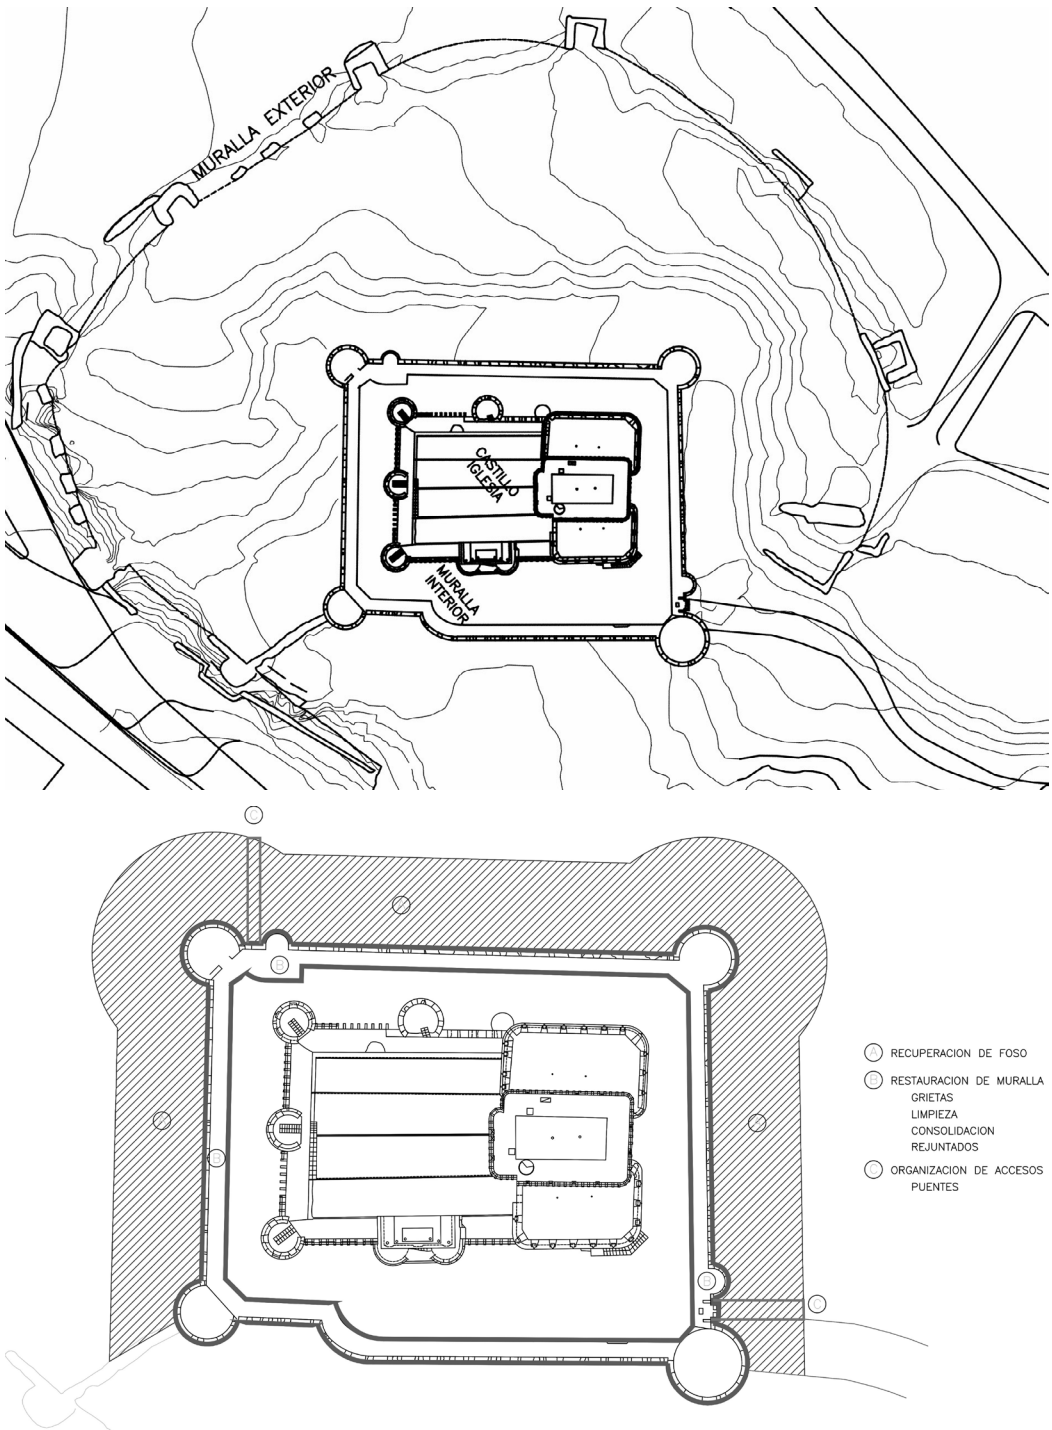 MURALLA EXTERIOR
CASTILLO
IGLESIA
MURALLA
INTERIOR
C
B
B
B
C
A RECUPERACION DE FOSO
B RESTAURACION DE MURALLA
GRIETAS
LIMPIEZA
CONSOLIDACION
REJUNTADOS
C ORGANIZACION DE ACCESOS
PUENTES